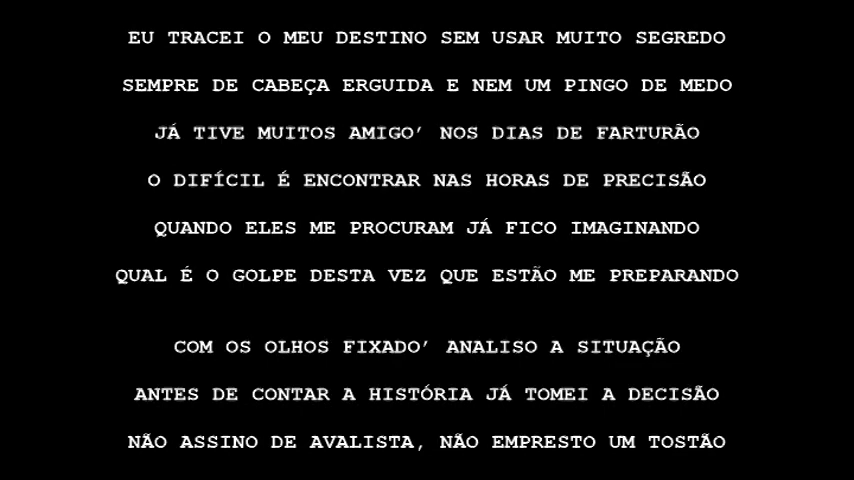 EU TRACEI O MEU DESTINO SEM USAR MUITO SEGREDO
SEMPRE DE CABEÇA ERGUIDA E NEM UM PINGO DE MEDO
JÁ TIVE MUITOS AMIGO’ NOS DIAS DE FARTURÃO
O DIFÍCIL É ENCONTRAR NAS HORAS DE PRECISÃO
QUANDO ELES ME PROCURAM JÁ FICO IMAGINANDO
QUAL É O GOLPE DESTA VEZ QUE ESTÃO ME PREPARANDO
COM OS OLHOS FIXADO’ ANALISO A SITUAÇÃO
ANTES DE CONTAR A HISTÓRIA JÁ TOMEI A DECISÃO
NÃO ASSINO DE AVALISTA, NÃO EMPRESTO UM TOSTÃO